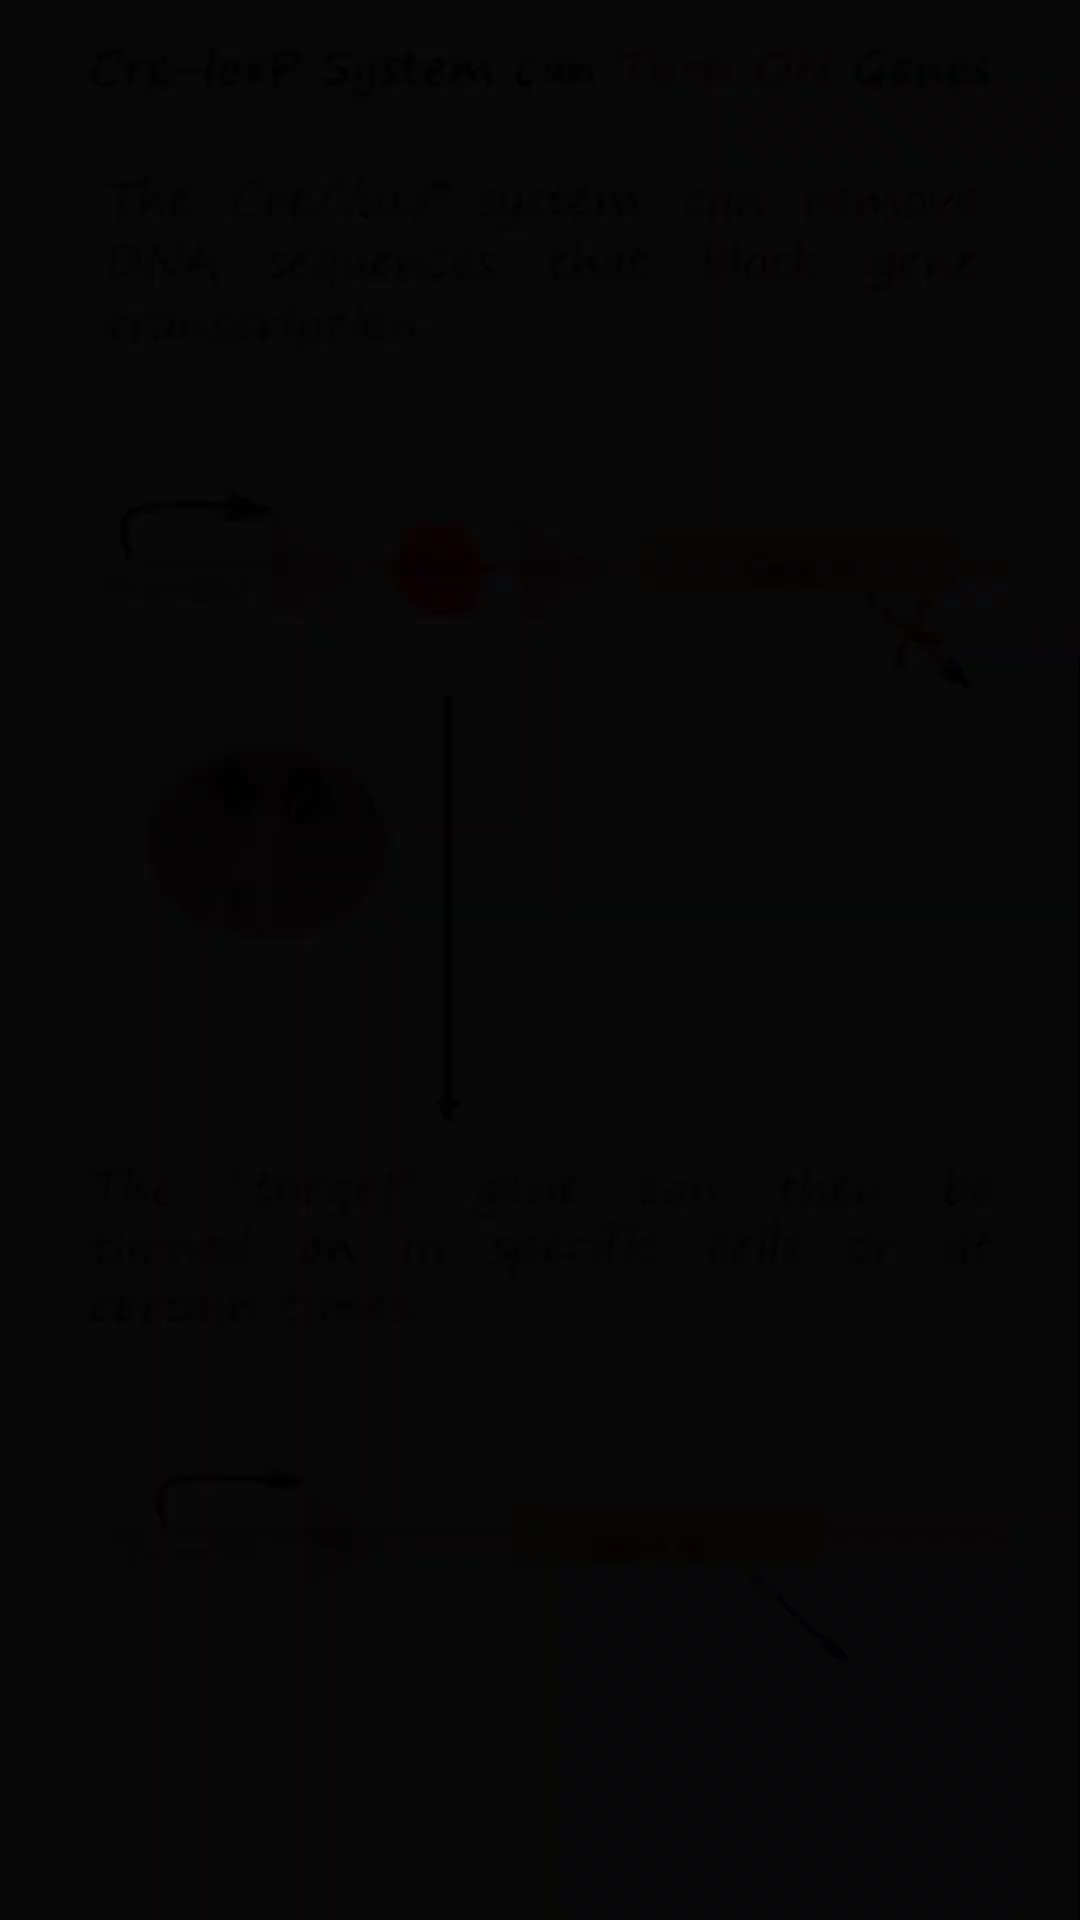 Cre-loxP System can Turn ON Genes
The Cre/loxP system can remove
DNA sequences that block gene
transcription.
The "target" gene can then be
turned on in specific cells or at
certain times.